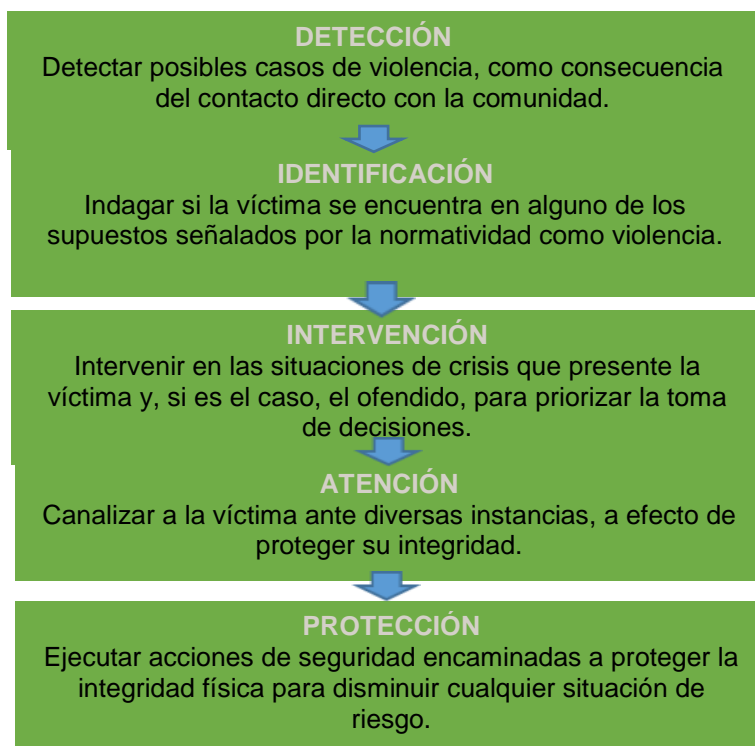 DETECCIÓN
Detectar posibles casos de violencia, como consecuencia
del contacto directo con la comunidad.
IDENTIFICACIÓN
Indagar si la víctima se encuentra en alguno de los
supuestos señalados por la normatividad como violencia.
INTERVENCIÓN
Intervenir en las situaciones de crisis que presente la
víctima y, si es el caso, el ofendido, para priorizar la toma
de decisiones.
ATENCIÓN
Canalizar a la víctima ante diversas instancias, a efecto de
proteger su integridad.
PROTECCIÓN
Ejecutar acciones de seguridad encaminadas a proteger la
integridad física para disminuir cualquier situación de
riesgo.